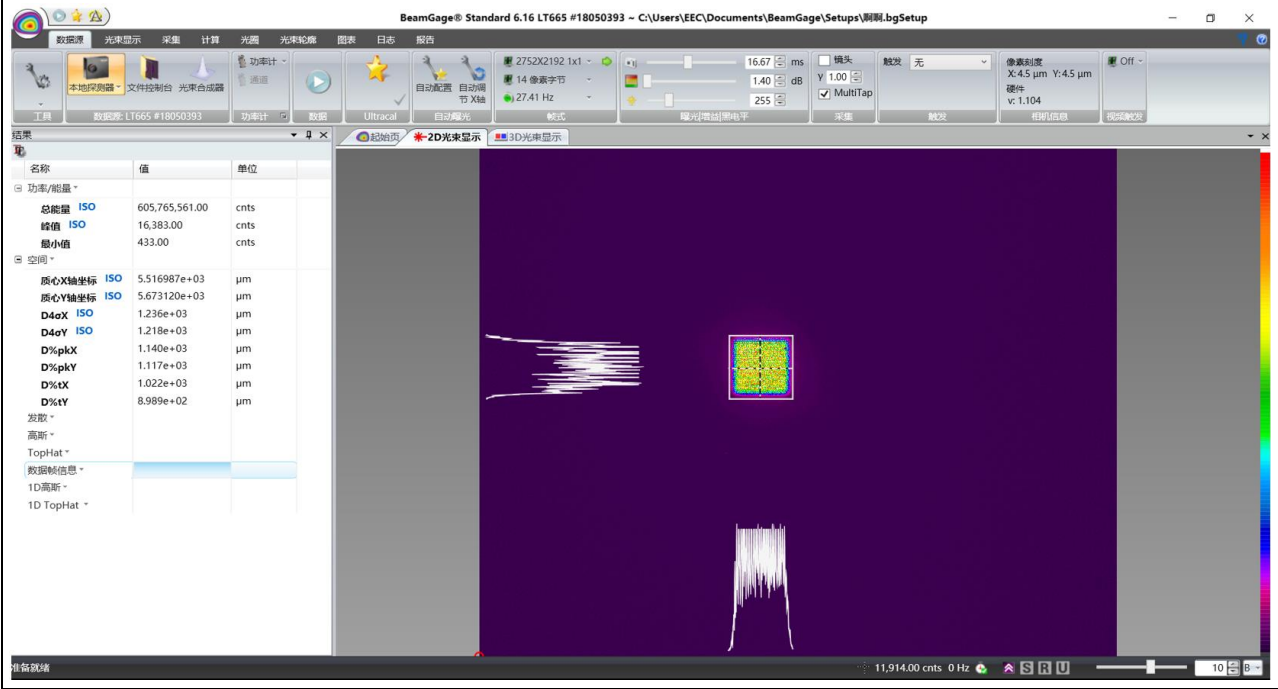 BeamGage® Standard 6.16 LT665 #18050393 ~ C:\Users\EEC\Documents\BeamGage\Setups\啊啊.bgSetup
数据源 光束显示 采集 计算 光圈 光束轮廓 图表 日志 报告
本地探测器 文件控制台 光束合成器
功率计
通道
自动配置 自动调节 X轴
2752X2192 1x1
14 像素字节
27.41 Hz
16.67 ms
1.40 dB
255
镜头
γ 1.00
MultiTap
触发 无
像素刻度
X:4.5 µm Y:4.5 µm
硬件
v: 1.104
Off
工具 数据源: LT665 #18050393 功率计 数据 Ultracal 自动曝光 帧式 曝光|增益|黑电平 采集 触发 相机信息 视频触发
结果
起始页 2D光束显示 3D光束显示
名称 值 单位
功率/能量
总能量 ISO 605,765,561.00 cnts
峰值 ISO 16,383.00 cnts
最小值 433.00 cnts
空间
质心X轴坐标 ISO 5.516987e+03 µm
质心Y轴坐标 ISO 5.673120e+03 µm
D4σX ISO 1.236e+03 µm
D4σY ISO 1.218e+03 µm
D%pkX 1.140e+03 µm
D%pkY 1.117e+03 µm
D%tX 1.022e+03 µm
D%tY 8.989e+02 µm
发散
高斯
TopHat
数据帧信息
1D高斯
1D TopHat
准备就绪 11,914.00 cnts 0 Hz S R U 10 B